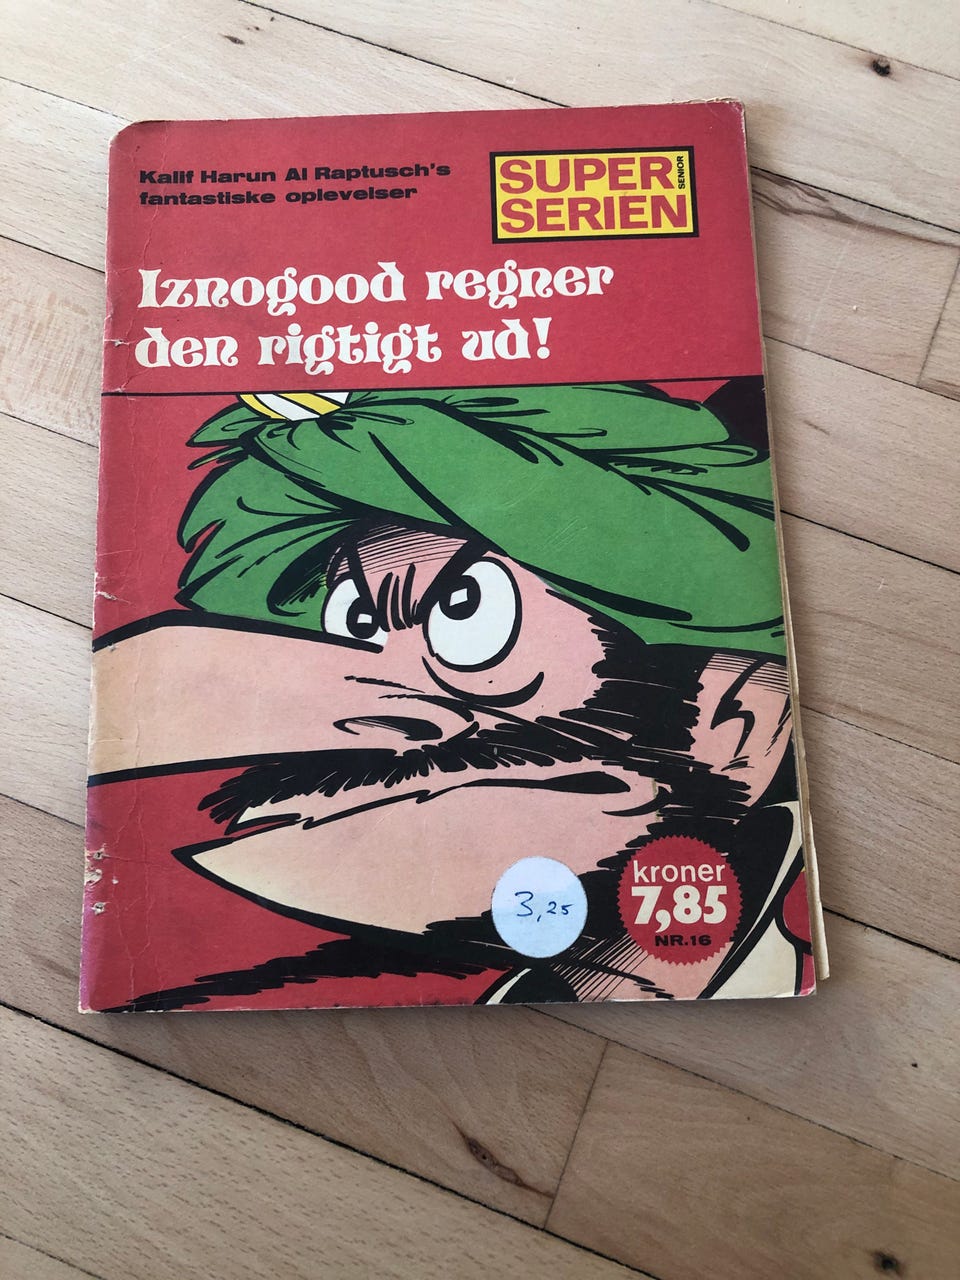 Kalif Harun Al Raptusch's
fantastiske oplevelser
SUPER
SENIOR
SERIEN
Iznogood regner
den rigtigt ud!
3,25
kroner
7,85
NR.16